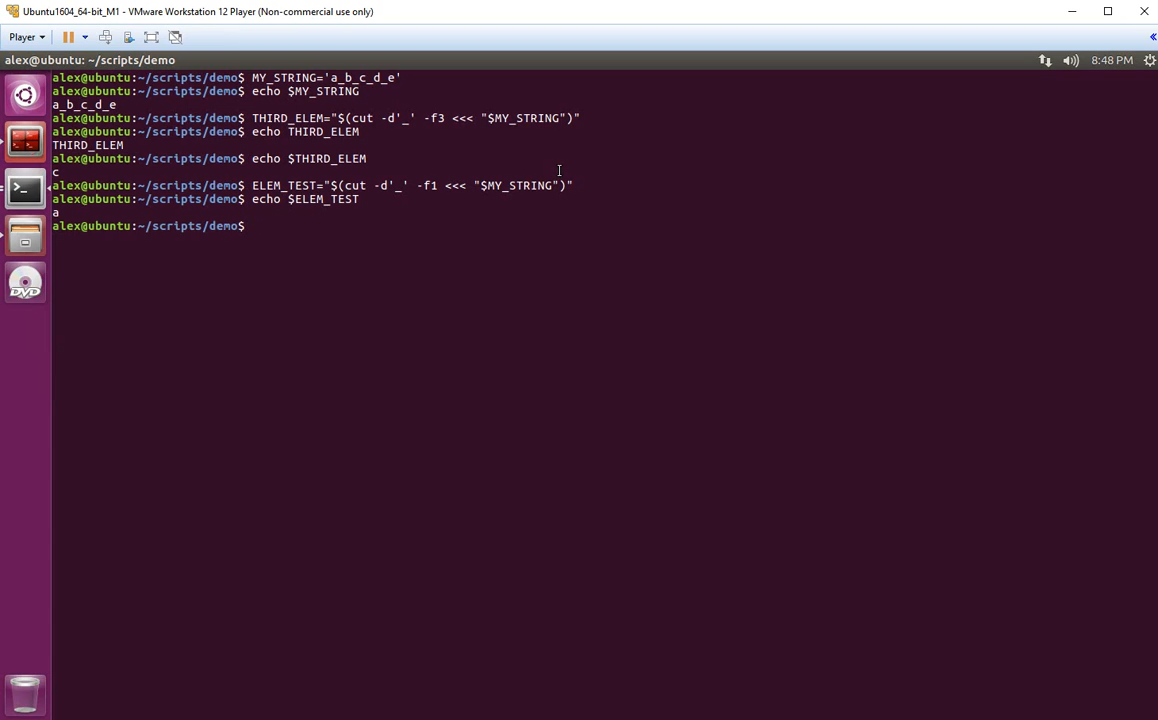 Ubuntu1604_64-bit_M1 - VMware Workstation 12 Player (Non-commercial use only)
Player
alex@ubuntu: ~/scripts/demo
8:48 PM
alex@ubuntu:~/scripts/demo$ MY_STRING='a_b_c_d_e'
alex@ubuntu:~/scripts/demo$ echo $MY_STRING
a_b_c_d_e
alex@ubuntu:~/scripts/demo$ THIRD_ELEM="$(cut -d'_' -f3 <<< "$MY_STRING")"
alex@ubuntu:~/scripts/demo$ echo THIRD_ELEM
THIRD_ELEM
alex@ubuntu:~/scripts/demo$ echo $THIRD_ELEM
c
alex@ubuntu:~/scripts/demo$ ELEM_TEST="$(cut -d'_' -f1 <<< "$MY_STRING")"
alex@ubuntu:~/scripts/demo$ echo $ELEM_TEST
a
alex@ubuntu:~/scripts/demo$
DVD